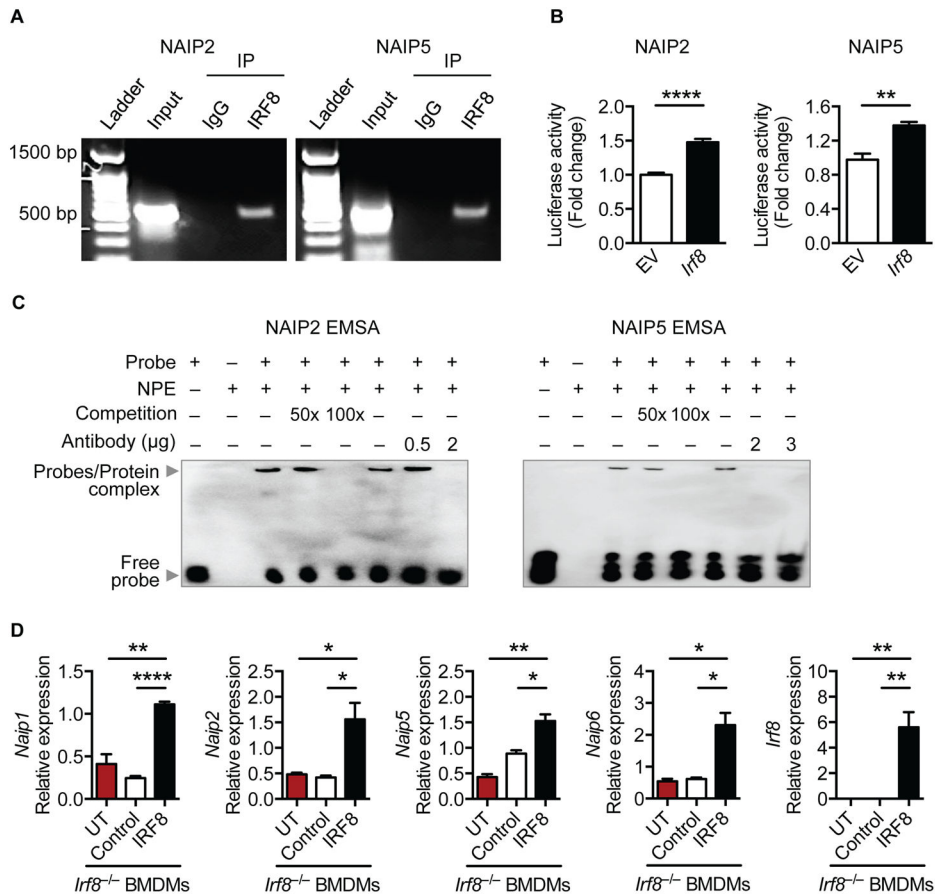 A
NAIP2
NAIP5
IP
IP
Ladder
Input
IgG
IRF8
Ladder
Input
IgG
IRF8
1500 bp
500 bp
B
NAIP2
NAIP5
Luciferase activity
(Fold change)
2.0
1.5
1.0
0.5
0.0
****
EV
Irf8
Luciferase activity
(Fold change)
1.6
1.2
0.8
0.4
0.0
**
EV
Irf8
C
NAIP2 EMSA
NAIP5 EMSA
Probe + – + + + + + + + – + + + + + +
NPE – + + + + + + + – + + + + + + +
Competition – – – 50x 100x – – – – – – 50x 100x – – –
Antibody (µg) – – – – – – 0.5 2 – – – – – – 2 3
Probes/Protein
complex
Free
probe
D
Naip1
Relative expression
1.5
1.0
0.5
0.0
**
****
UT
Control
IRF8
Irf8–/– BMDMs
Naip2
Relative expression
2.5
2.0
1.5
1.0
0.5
0.0
*
*
UT
Control
IRF8
Irf8–/– BMDMs
Naip5
Relative expression
2.5
2.0
1.5
1.0
0.5
0.0
**
*
UT
Control
IRF8
Irf8–/– BMDMs
Naip6
Relative expression
4
3
2
1
0
*
*
UT
Control
IRF8
Irf8–/– BMDMs
Irf8
Relative expression
10
8
6
4
2
0
**
**
UT
Control
IRF8
Irf8–/– BMDMs